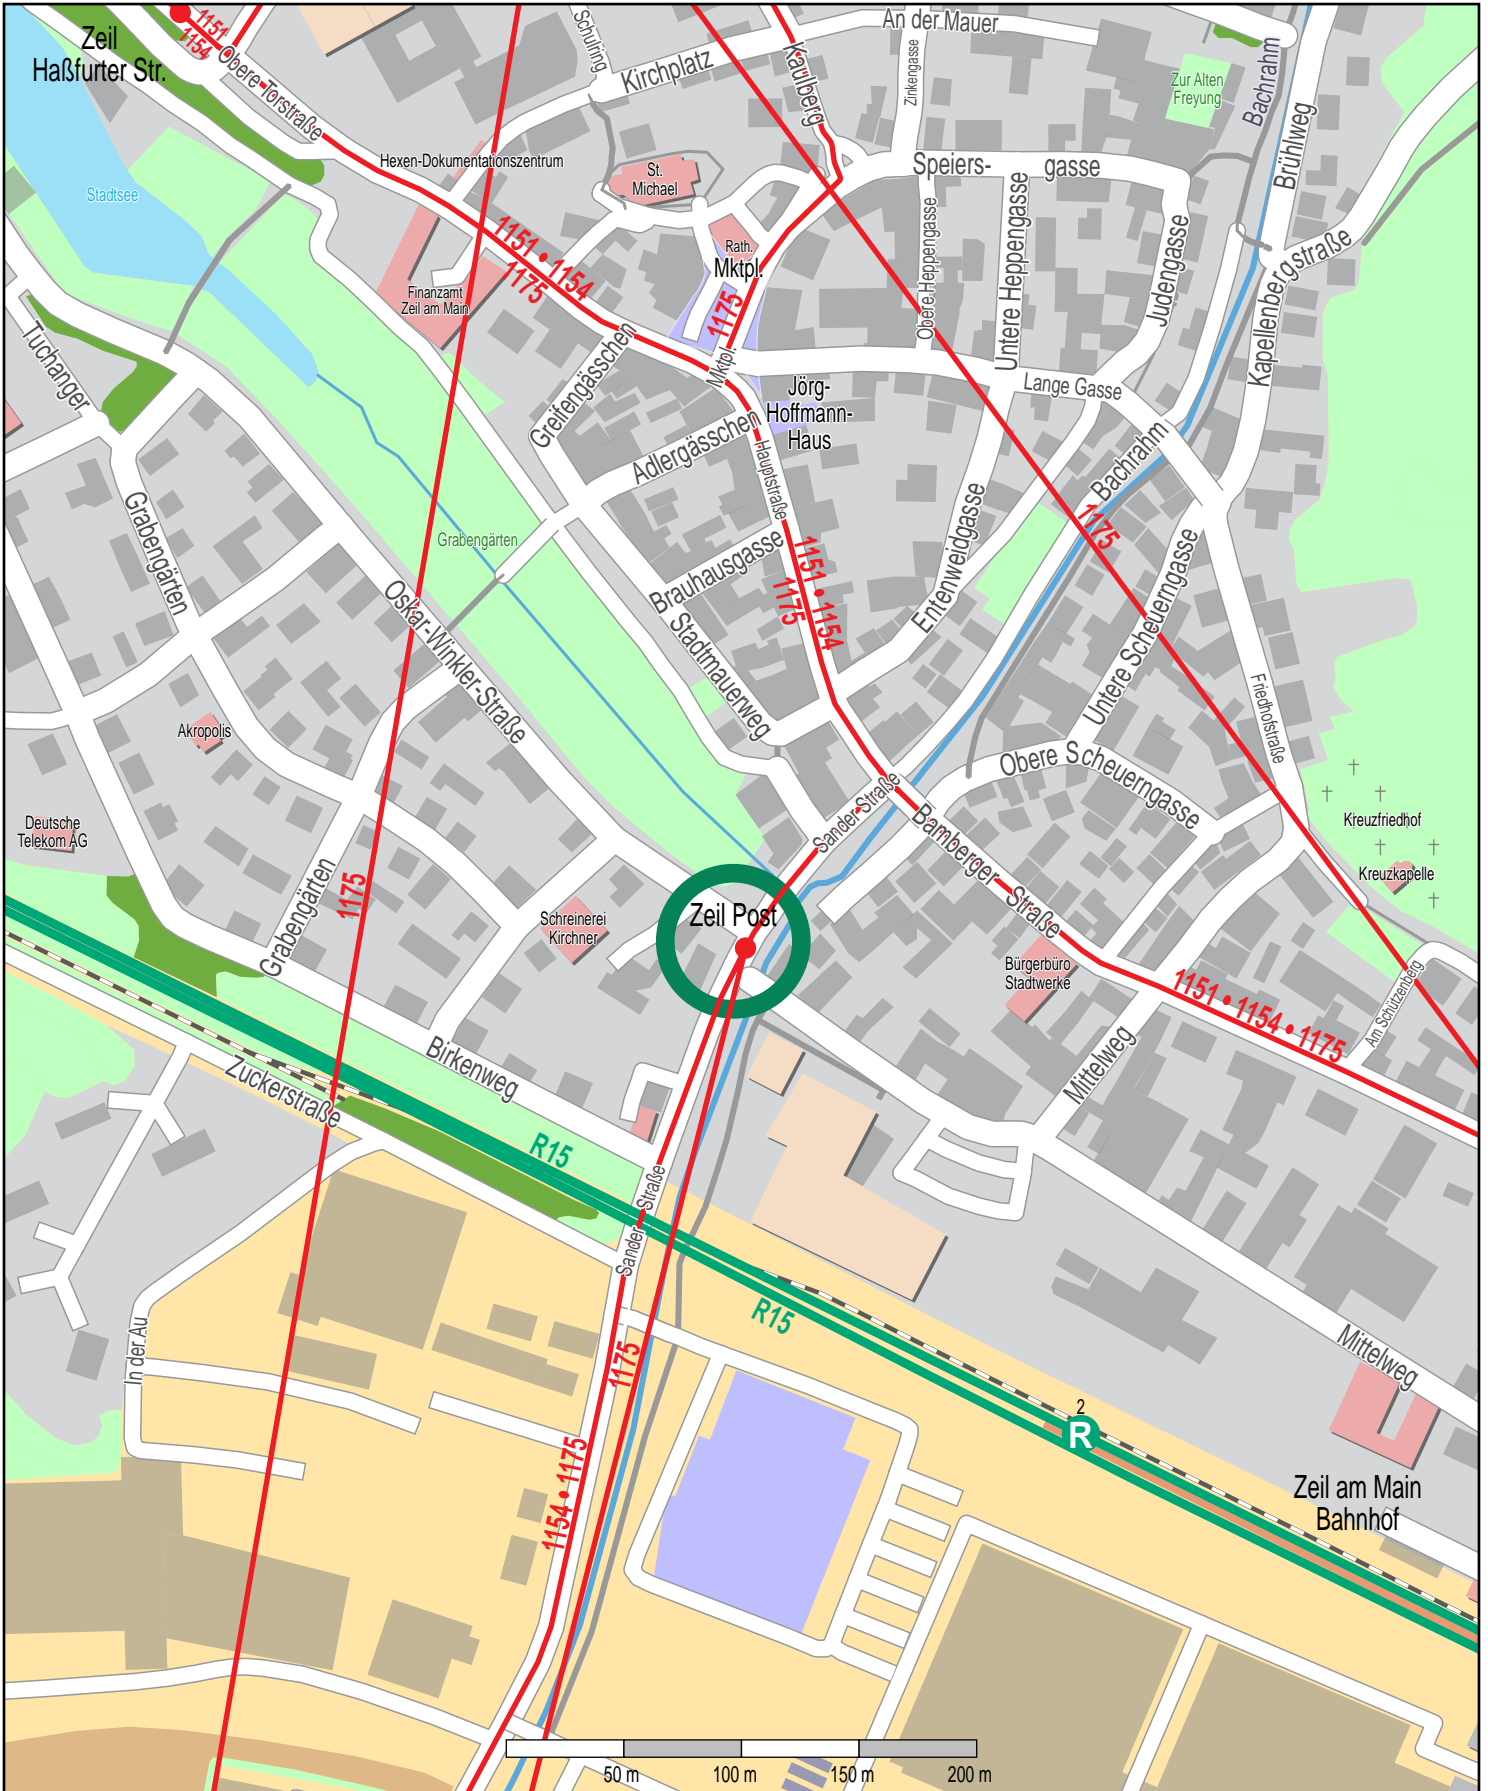 Zeil
Haßfurter Str.
1151
1154
Obere Torstraße
Schulring
Kirchplatz
Kaulberg
An der Mauer
Zinkengasse
Zur Alten
Freyung
Bachrahm
Brühlweg
Stadtsee
Hexen-Dokumentationszentrum
St.
Michael
Speiers-
gasse
Rath.
Mktpl.
1151 • 1154
1175
1175
Finanzamt
Zeil am Main
Obere Heppengasse
Untere Heppengasse
Judengasse
Kapellenbergstraße
Tuchanger
Greifengässchen
Mktpl.
Jörg-
Hoffmann-
Haus
Lange Gasse
Adlergässchen
Hauptstraße
Bachrahm
Grabengärten
Grabengärten
Brauhausgasse
1151 • 1154
1175
Entenweidgasse
1175
Untere Scheuerngasse
Oskar-Winkler-Straße
Stadtmauerweg
Friedhofstraße
Akropolis
Obere Scheuerngasse
Sander Straße
Bamberger Straße
Kreuzfriedhof
Kreuzkapelle
Deutsche
Telekom AG
Grabengärten
1175
Schreinerei
Kirchner
Zeil Post
Bürgerbüro
Stadtwerke
1151 • 1154 • 1175
Am Schützenberg
Mittelweg
Birkenweg
Zuckerstraße
R15
Sander Straße
R15
In der Au
1175
Mittelweg
2
R
1154 • 1175
Zeil am Main
Bahnhof
50 m
100 m
150 m
200 m